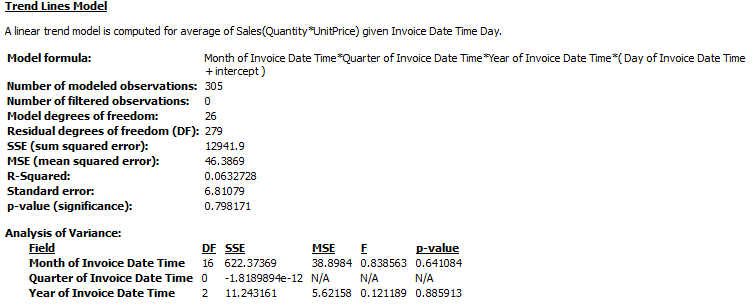 Trend Lines Model
A linear trend model is computed for average of Sales(Quantity*UnitPrice) given Invoice Date Time Day.
Model formula: Month of Invoice Date Time*Quarter of Invoice Date Time*Year of Invoice Date Time*( Day of Invoice Date Time
+ intercept )
Number of modeled observations: 305
Number of filtered observations: 0
Model degrees of freedom: 26
Residual degrees of freedom (DF): 279
SSE (sum squared error): 12941.9
MSE (mean squared error): 46.3869
R-Squared: 0.0632728
Standard error: 6.81079
p-value (significance): 0.798171
Analysis of Variance:
Field DF SSE MSE F p-value
Month of Invoice Date Time 16 622.37369 38.8984 0.838563 0.641084
Quarter of Invoice Date Time 0 -1.8189894e-12 N/A N/A N/A
Year of Invoice Date Time 2 11.243161 5.62158 0.121189 0.885913